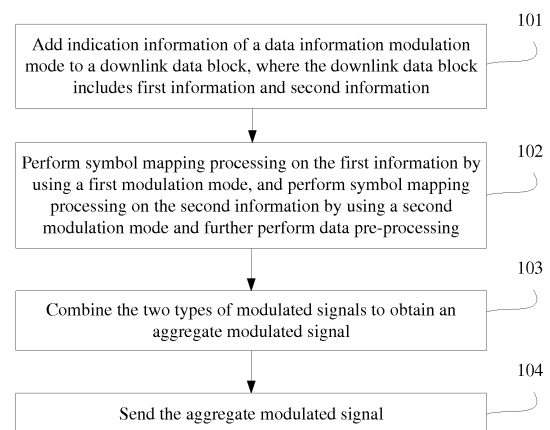 101
Add indication information of a data information modulation
mode to a downlink data block, where the downlink data block
includes first information and second information
102
Perform symbol mapping processing on the first information by
using a first modulation mode, and perform symbol mapping
processing on the second information by using a second
modulation mode and further perform data pre-processing
103
Combine the two types of modulated signals to obtain an
aggregate modulated signal
104
Send the aggregate modulated signal